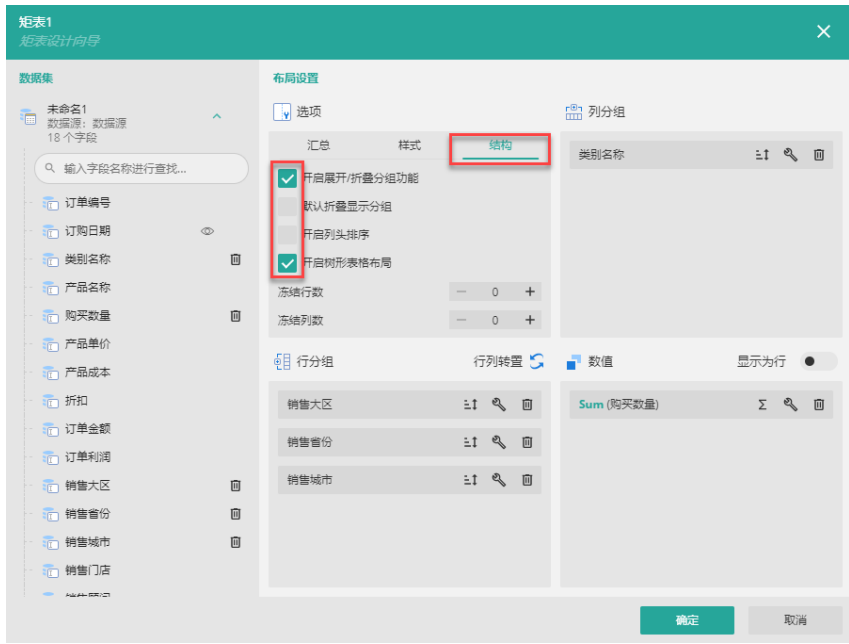 矩表1
矩表设计向导
数据集
未命名1
数据源：数据源
18 个字段
输入字段名称进行查找...
订单编号
订购日期
类别名称
产品名称
购买数量
产品单价
产品成本
折扣
订单金额
订单利润
销售大区
销售省份
销售城市
销售门店
布局设置
选项
汇总 样式 结构
开启展开/折叠分组功能
默认折叠显示分组
开启列头排序
开启树形表格布局
冻结行数 − 0 +
冻结列数 − 0 +
列分组
类别名称
行分组 行列转置
销售大区
销售省份
销售城市
数值 显示为行
Sum (购买数量) Σ
确定 取消